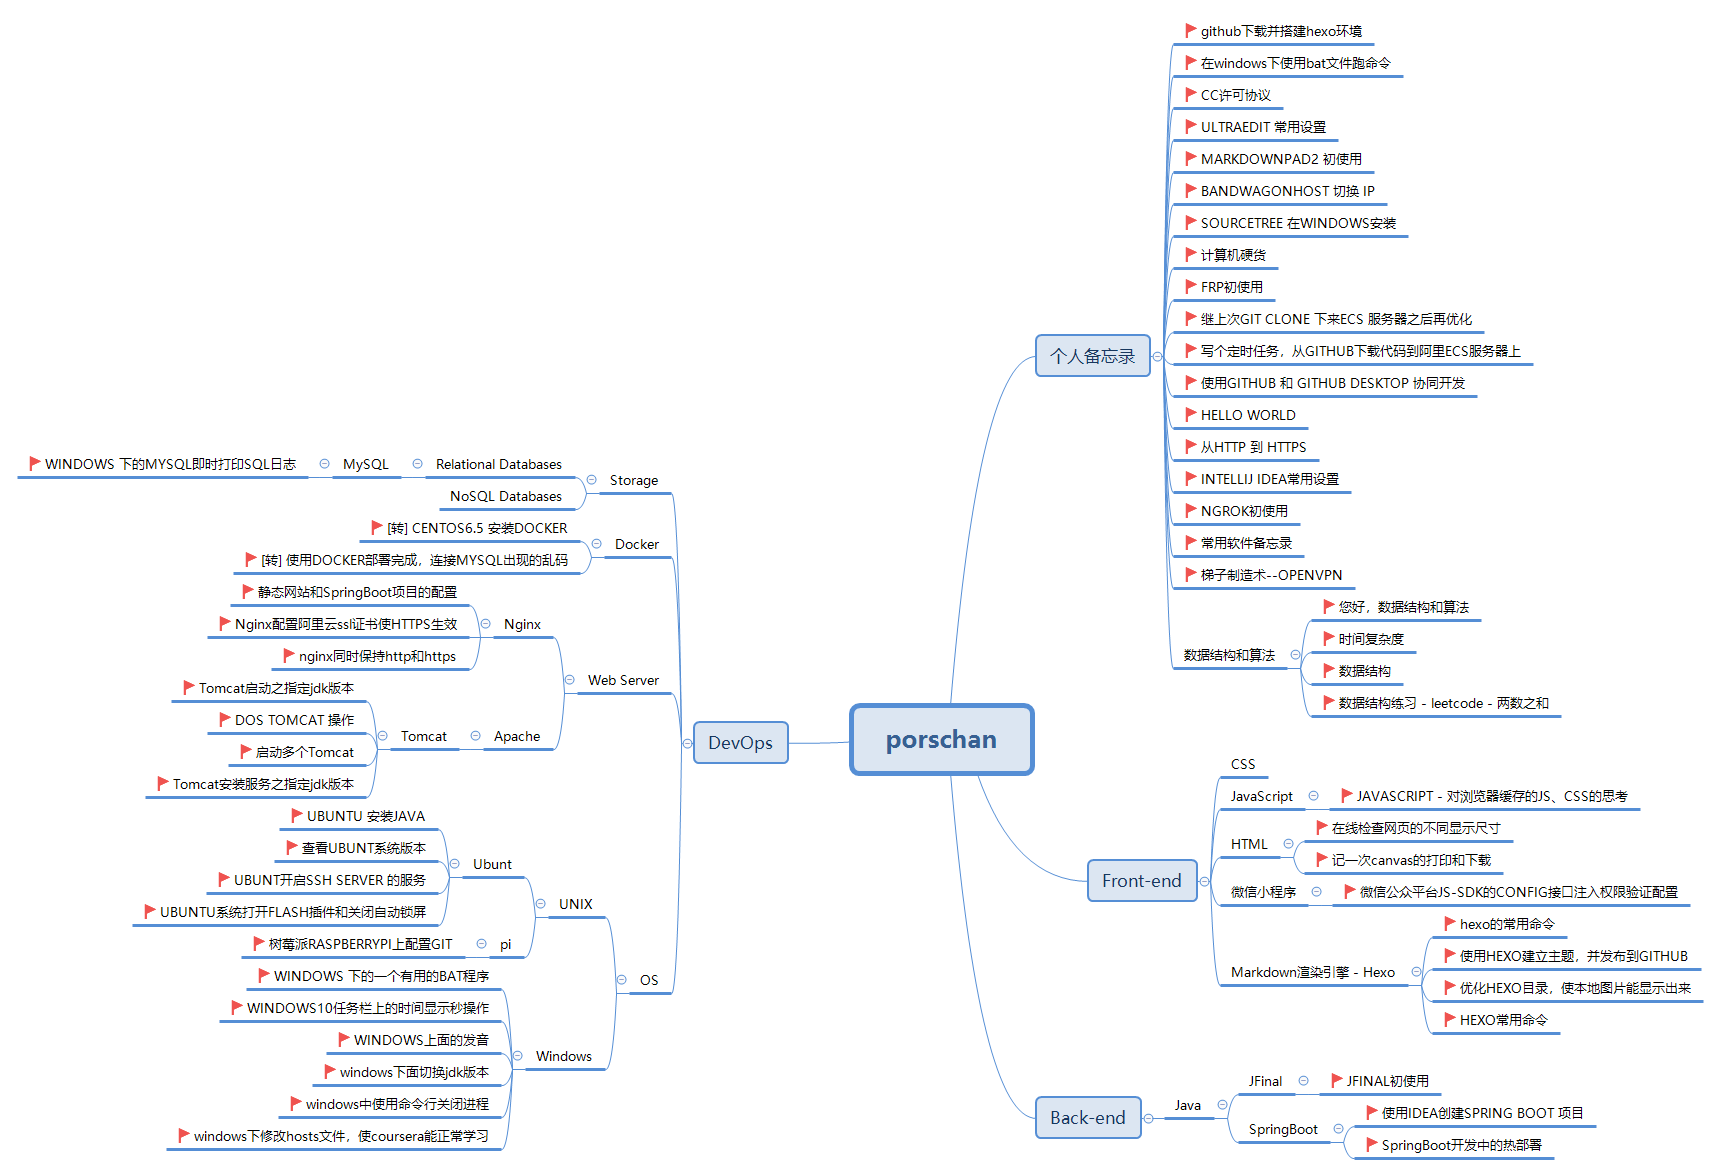 porschan
个人备忘录
github下载并搭建hexo环境
在windows下使用bat文件跑命令
CC许可协议
ULTRAEDIT 常用设置
MARKDOWNPAD2 初使用
BANDWAGONHOST 切换 IP
SOURCETREE 在WINDOWS安装
计算机硬货
FRP初使用
继上次GIT CLONE 下来ECS 服务器之后再优化
写个定时任务，从GITHUB下载代码到阿里ECS服务器上
使用GITHUB 和 GITHUB DESKTOP 协同开发
HELLO WORLD
从HTTP 到 HTTPS
INTELLIJ IDEA常用设置
NGROK初使用
常用软件备忘录
梯子制造术--OPENVPN
数据结构和算法
您好，数据结构和算法
时间复杂度
数据结构
数据结构练习 - leetcode - 两数之和
Front-end
CSS
JavaScript
JAVASCRIPT - 对浏览器缓存的JS、CSS的思考
HTML
在线检查网页的不同显示尺寸
记一次canvas的打印和下载
微信小程序
微信公众平台JS-SDK的CONFIG接口注入权限验证配置
Markdown渲染引擎 - Hexo
hexo的常用命令
使用HEXO建立主题，并发布到GITHUB
优化HEXO目录，使本地图片能显示出来
HEXO常用命令
Back-end
Java
JFinal
JFINAL初使用
SpringBoot
使用IDEA创建SPRING BOOT 项目
SpringBoot开发中的热部署
DevOps
Storage
Relational Databases
MySQL
WINDOWS 下的MYSQL即时打印SQL日志
NoSQL Databases
Docker
[转] CENTOS6.5 安装DOCKER
[转] 使用DOCKER部署完成，连接MYSQL出现的乱码
Web Server
Nginx
静态网站和SpringBoot项目的配置
Nginx配置阿里云ssl证书使HTTPS生效
nginx同时保持http和https
Apache
Tomcat
Tomcat启动之指定jdk版本
DOS TOMCAT 操作
启动多个Tomcat
Tomcat安装服务之指定jdk版本
OS
UNIX
Ubunt
UBUNTU 安装JAVA
查看UBUNT系统版本
UBUNT开启SSH SERVER 的服务
UBUNTU系统打开FLASH插件和关闭自动锁屏
pi
树莓派RASPBERRYPI上配置GIT
Windows
WINDOWS 下的一个有用的BAT程序
WINDOWS10任务栏上的时间显示秒操作
WINDOWS上面的发音
windows下面切换jdk版本
windows中使用命令行关闭进程
windows下修改hosts文件，使coursera能正常学习